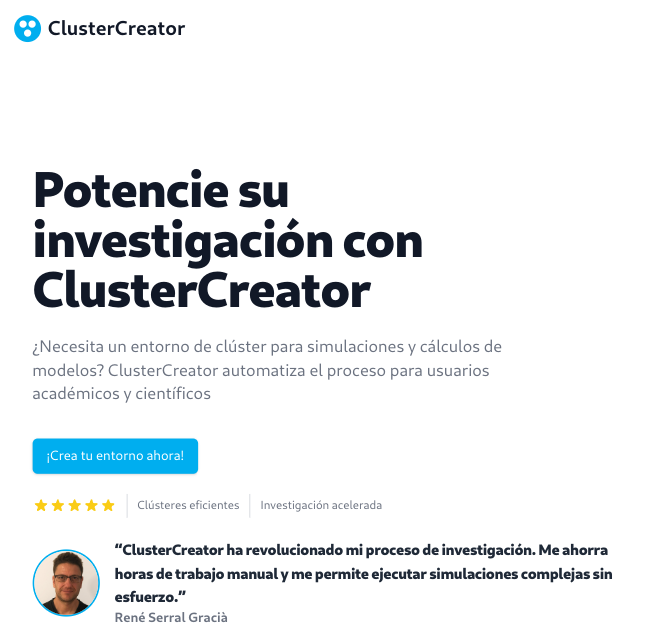 ClusterCreator
Potencie su
investigación con
ClusterCreator
¿Necesita un entorno de clúster para simulaciones y cálculos de
modelos? ClusterCreator automatiza el proceso para usuarios
académicos y científicos
¡Crea tu entorno ahora!
Clústeres eficientes
Investigación acelerada
“ClusterCreator ha revolucionado mi proceso de investigación. Me ahorra
horas de trabajo manual y me permite ejecutar simulaciones complejas sin
esfuerzo.”
René Serral Gracià